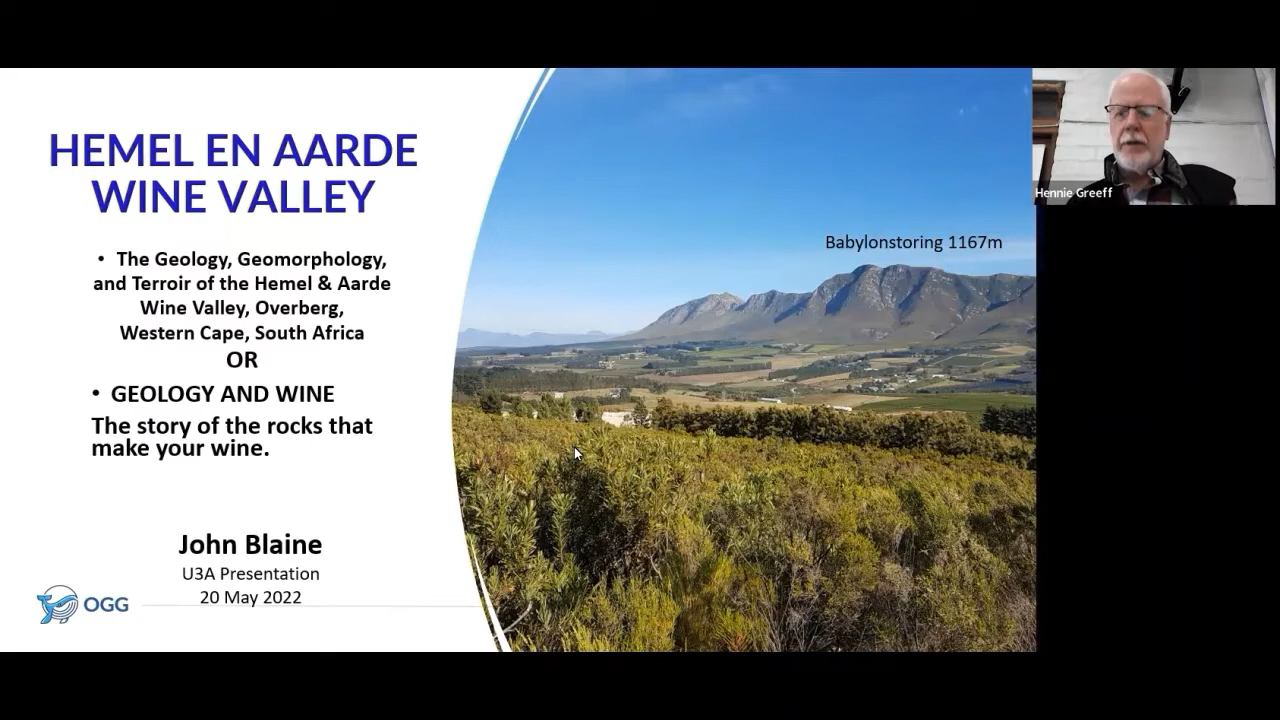 HEMEL EN AARDE
WINE VALLEY
• The Geology, Geomorphology,
and Terroir of the Hemel & Aarde
Wine Valley, Overberg,
Western Cape, South Africa
OR
• GEOLOGY AND WINE
The story of the rocks that
make your wine.
John Blaine
U3A Presentation
20 May 2022
OGG
Babylonstoring 1167m
Hennie Greeff